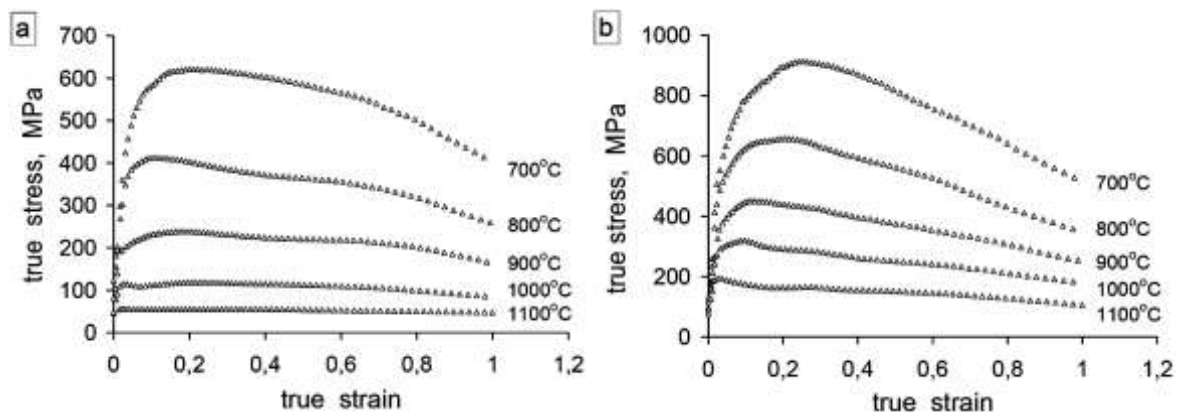 a
700
600
500
400
300
200
100
0
true stress, MPa
700°C
800°C
900°C
1000°C
1100°C
0 0,2 0,4 0,6 0,8 1 1,2
true strain
b
1000
800
600
400
200
0
true stress, MPa
700°C
800°C
900°C
1000°C
1100°C
0 0,2 0,4 0,6 0,8 1 1,2
true strain